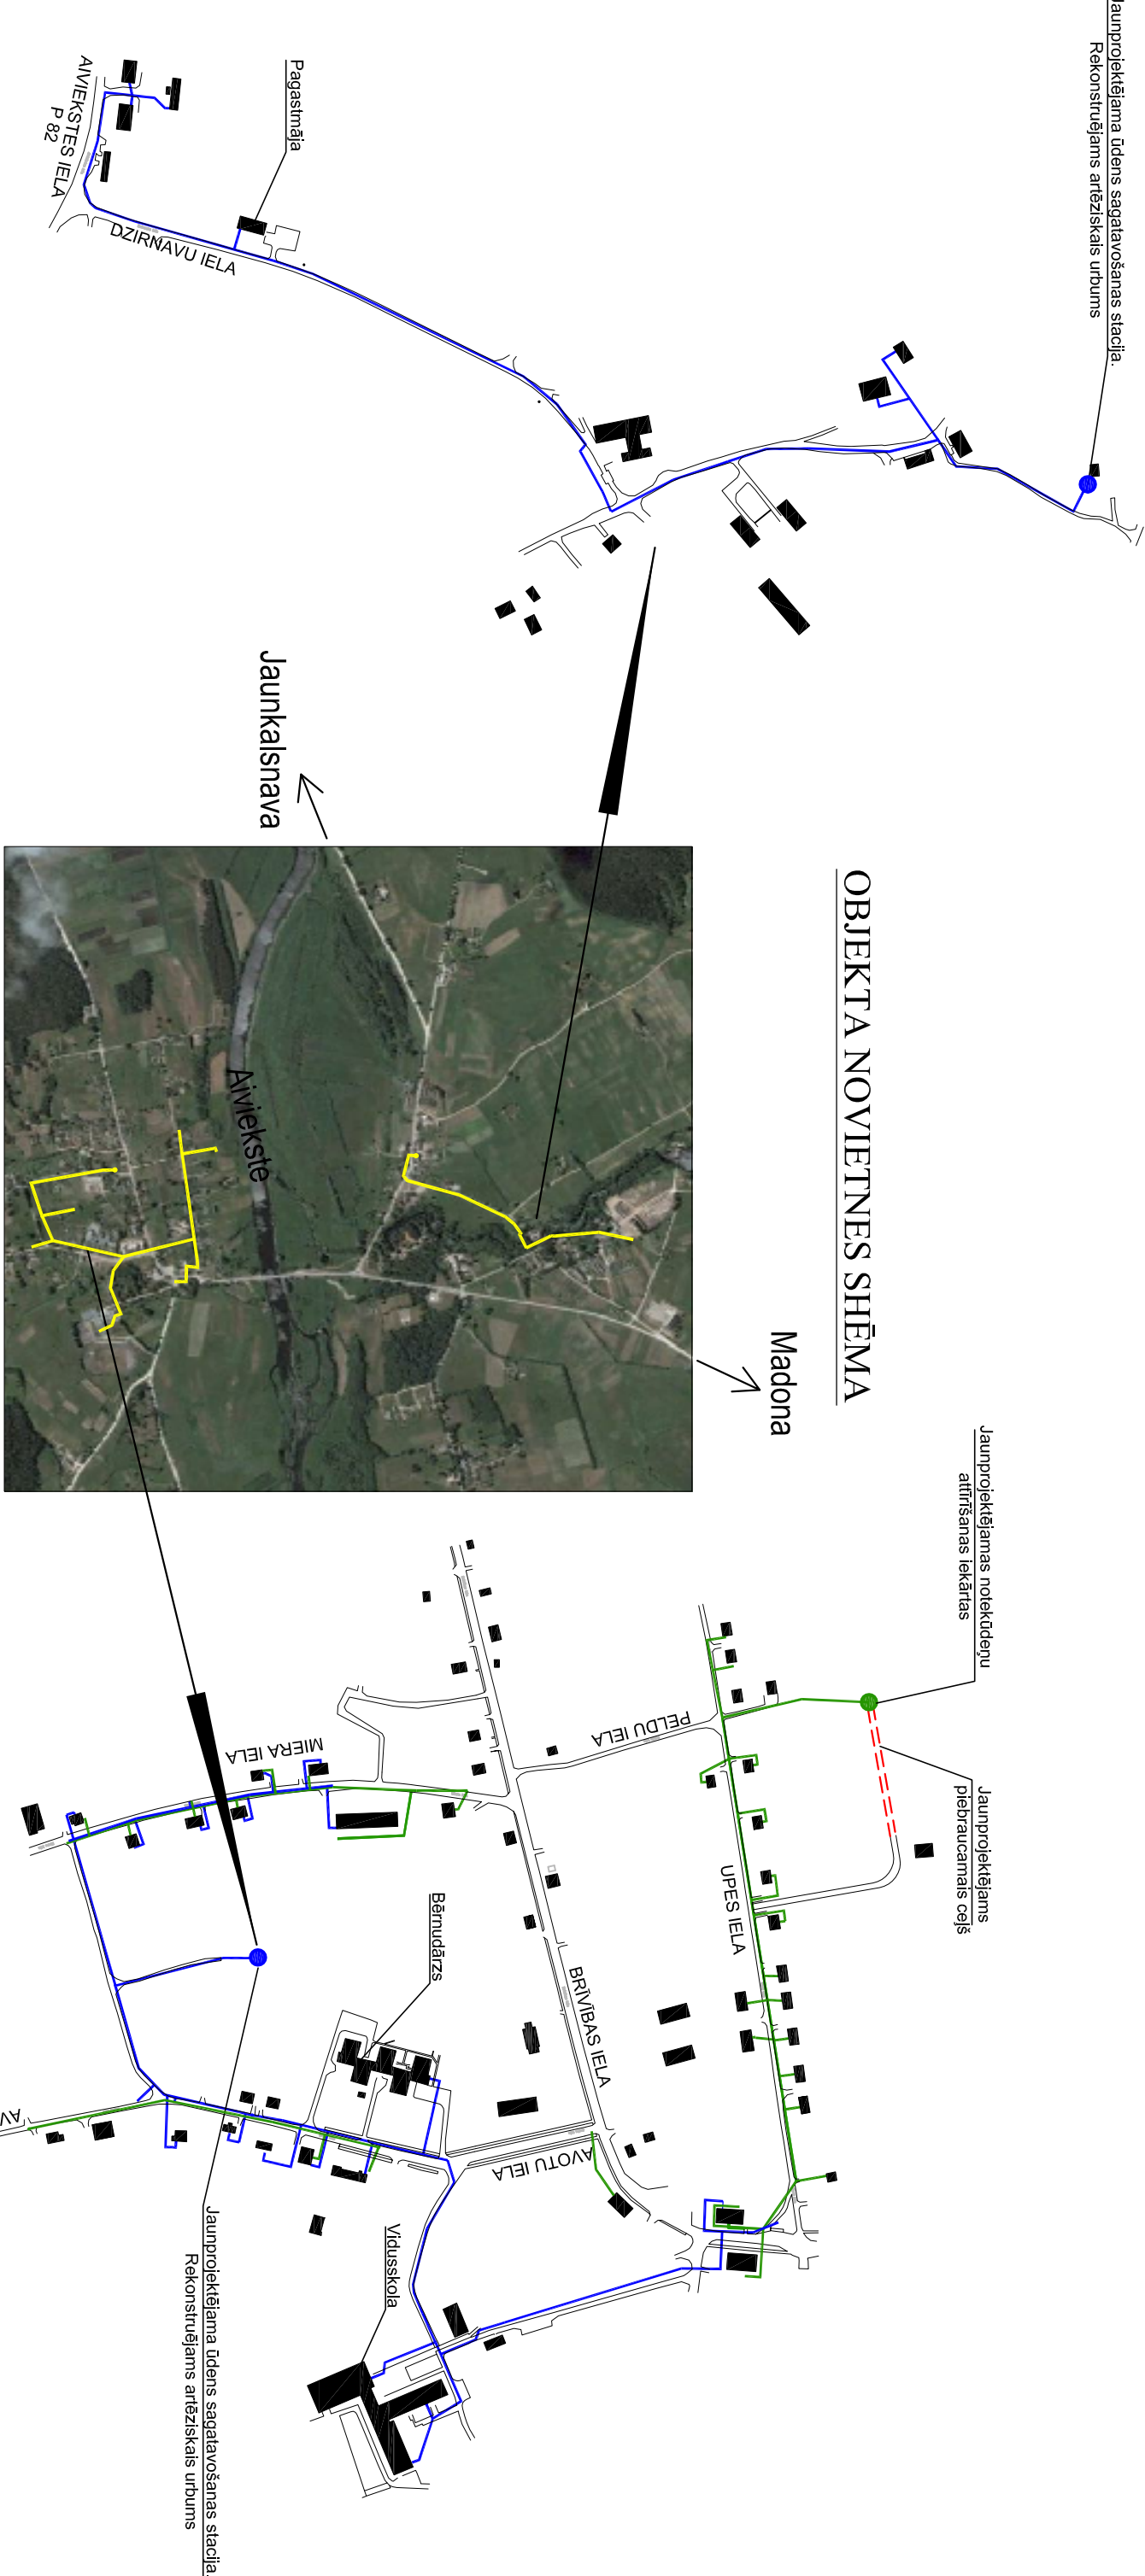 Jaunprojektējama ūdens sagatavošanas stacija.
Rekonstruējams artēziskais urbums
Pagastmāja
AIVIEKSTES IELA
P 82
DZIRNAVU IELA
Jaunkalsnava
OBJEKTA NOVIETNES SHĒMA
Aiviekste
Madona
Jaunprojektējamas notekūdeņu
attīrīšanas iekārtas
Jaunprojektējams
piebraucamais ceļš
PELDU IELA
MIERA IELA
UPES IELA
BRĪVĪBAS IELA
Bērnudārzs
AVOTU IELA
AV
Vidusskola
Jaunprojektējama ūdens sagatavošanas stacija.
Rekonstruējams artēziskais urbums